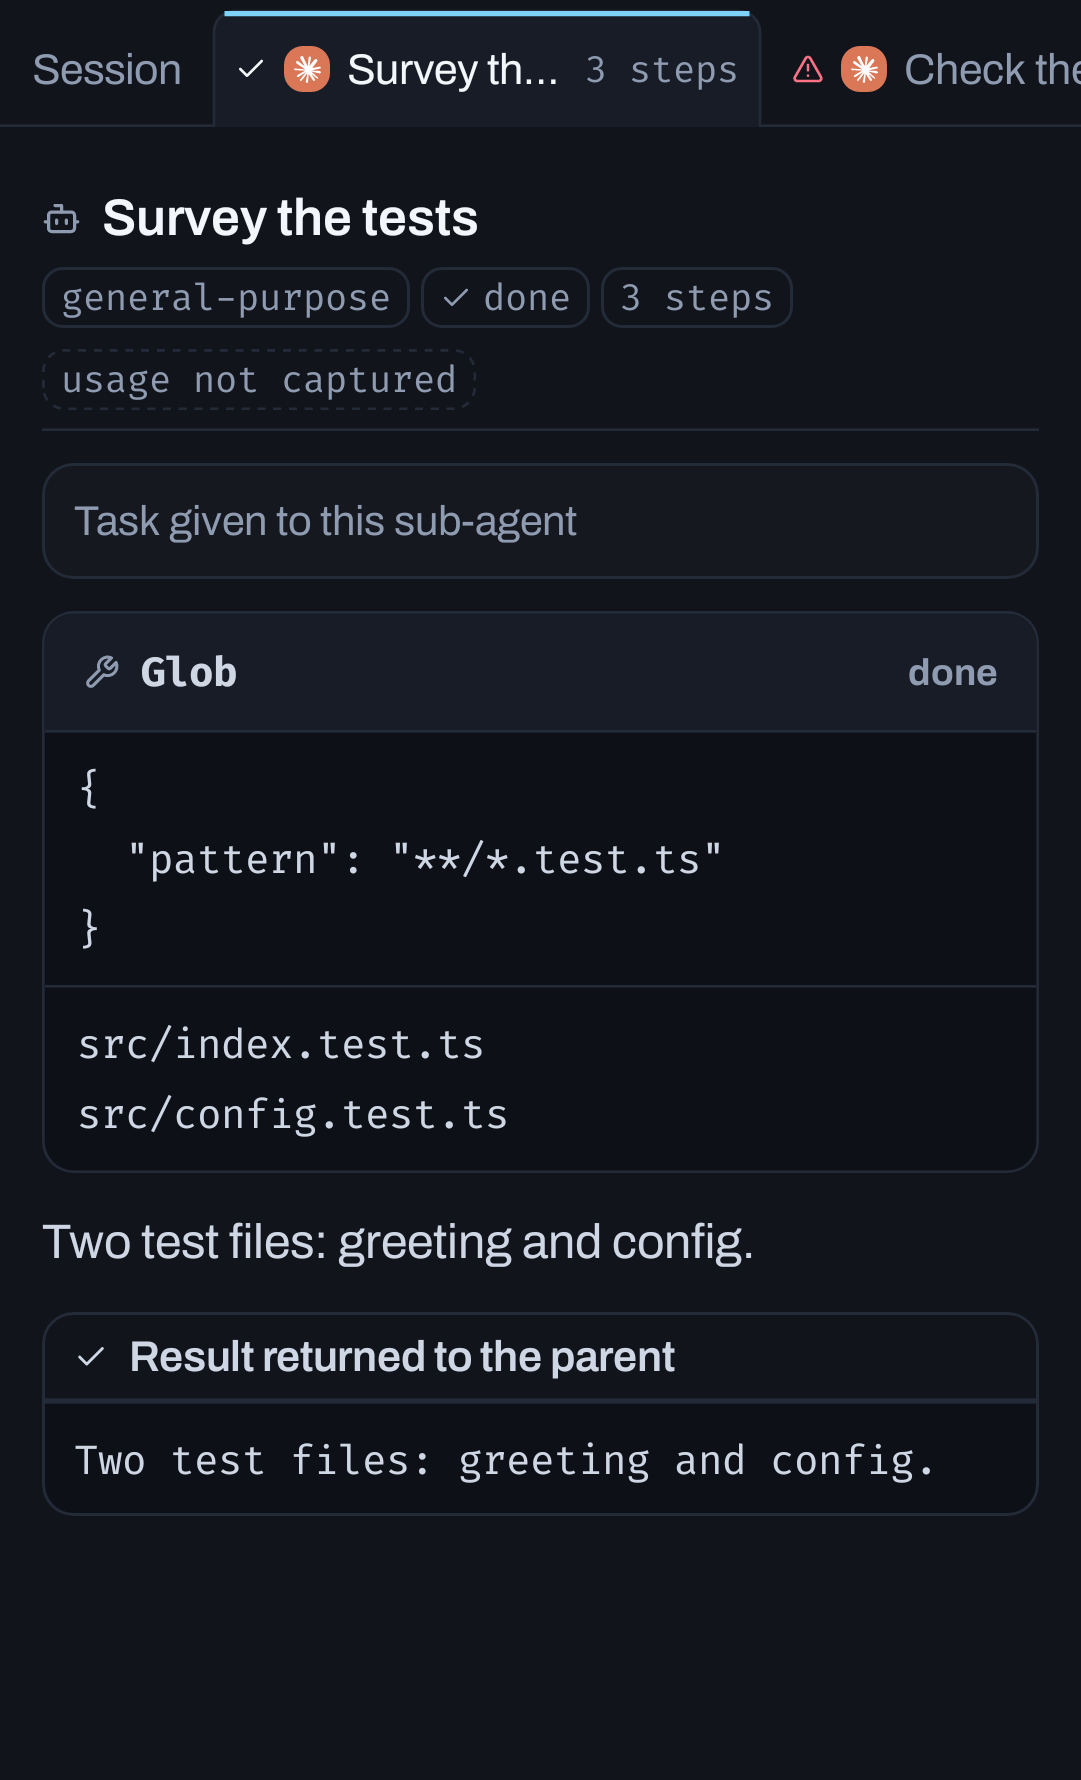 Session
Survey th... 3 steps
Check the
Survey the tests
general-purpose
done
3 steps
usage not captured
Task given to this sub-agent
Glob
done
{
"pattern": "**/*.test.ts"
}
src/index.test.ts
src/config.test.ts
Two test files: greeting and config.
Result returned to the parent
Two test files: greeting and config.